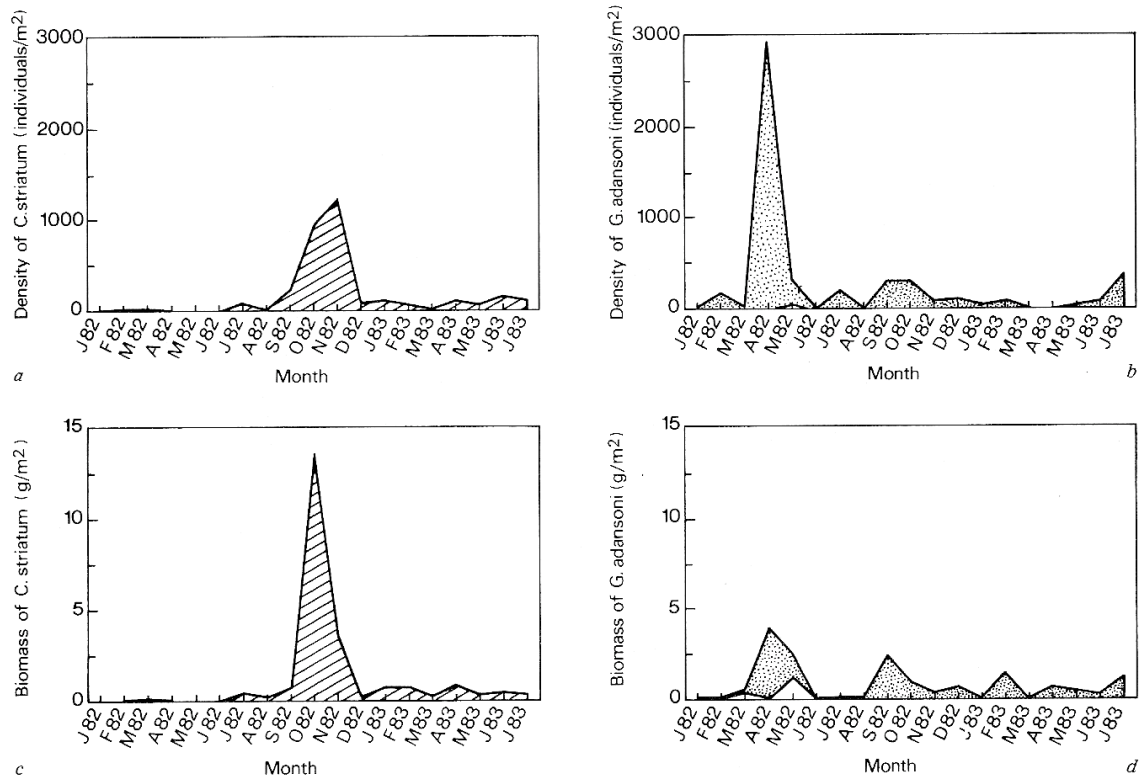 Density of C.striatum (individuals/m²)
3000
2000
1000
0
J82 F82 M82 A82 M82 J82 J82 A82 S82 O82 N82 D82 J83 F83 M83 A83 M83 J83 J83
Month
a
Density of G.adansoni (individuals/m²)
3000
2000
1000
0
J82 F82 M82 A82 M82 J82 J82 A82 S82 O82 N82 D82 J83 F83 M83 A83 M83 J83 J83
Month
b
Biomass of C. striatum (g/m²)
15
10
5
0
J82 F82 M82 A82 M82 J82 J82 A82 S82 O82 N82 D82 J83 F83 M83 A83 M83 J83 J83
Month
c
Biomass of G. adansoni (g/m²)
15
10
5
0
J82 F82 M82 A82 M82 J82 J82 A82 S82 O82 N82 D82 J83 F83 M83 A83 M83 J83 J83
Month
d